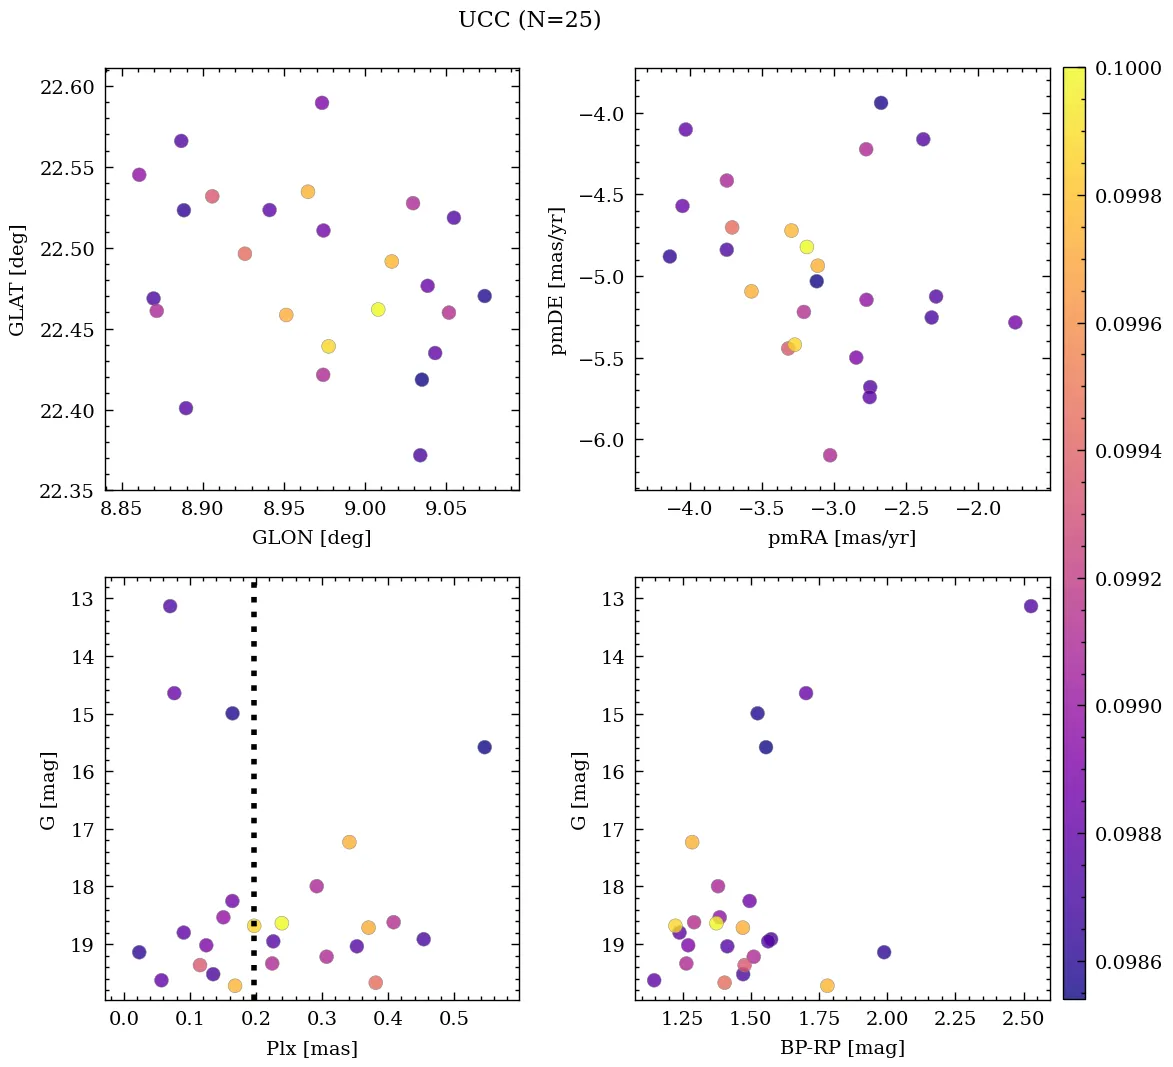 UCC (N=25)
22.60
22.55
22.50
22.45
22.40
22.35
GLAT [deg]
8.85 8.90 8.95 9.00 9.05
GLON [deg]
−4.0
−4.5
−5.0
−5.5
−6.0
pmDE [mas/yr]
−4.0 −3.5 −3.0 −2.5 −2.0
pmRA [mas/yr]
13
14
15
16
17
18
19
G [mag]
0.0 0.1 0.2 0.3 0.4 0.5
Plx [mas]
13
14
15
16
17
18
19
G [mag]
1.25 1.50 1.75 2.00 2.25 2.50
BP-RP [mag]
0.1000
0.0998
0.0996
0.0994
0.0992
0.0990
0.0988
0.0986